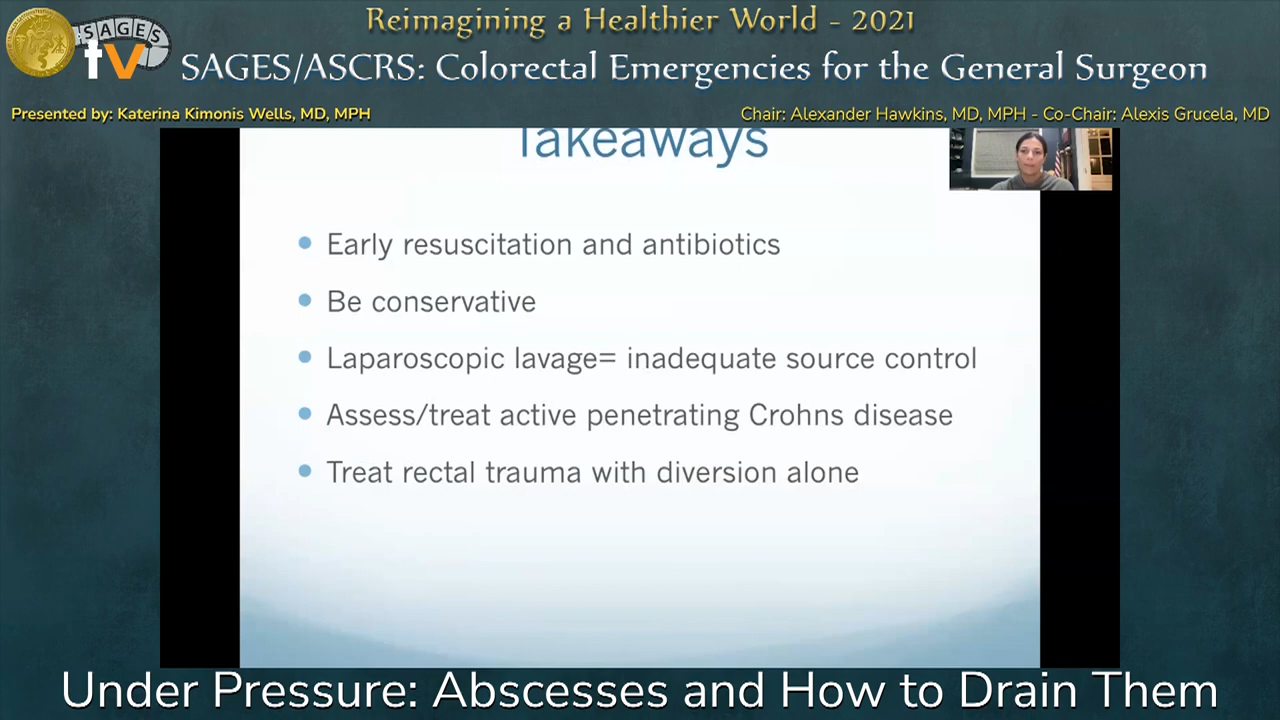 Reimagining a Healthier World - 2021
SAGES
tv
SAGES/ASCRS: Colorectal Emergencies for the General Surgeon
Presented by: Katerina Kimonis Wells, MD, MPH
Chair: Alexander Hawkins, MD, MPH - Co-Chair: Alexis Grucela, MD
Takeaways
• Early resuscitation and antibiotics
• Be conservative
• Laparoscopic lavage= inadequate source control
• Assess/treat active penetrating Crohns disease
• Treat rectal trauma with diversion alone
Under Pressure: Abscesses and How to Drain Them